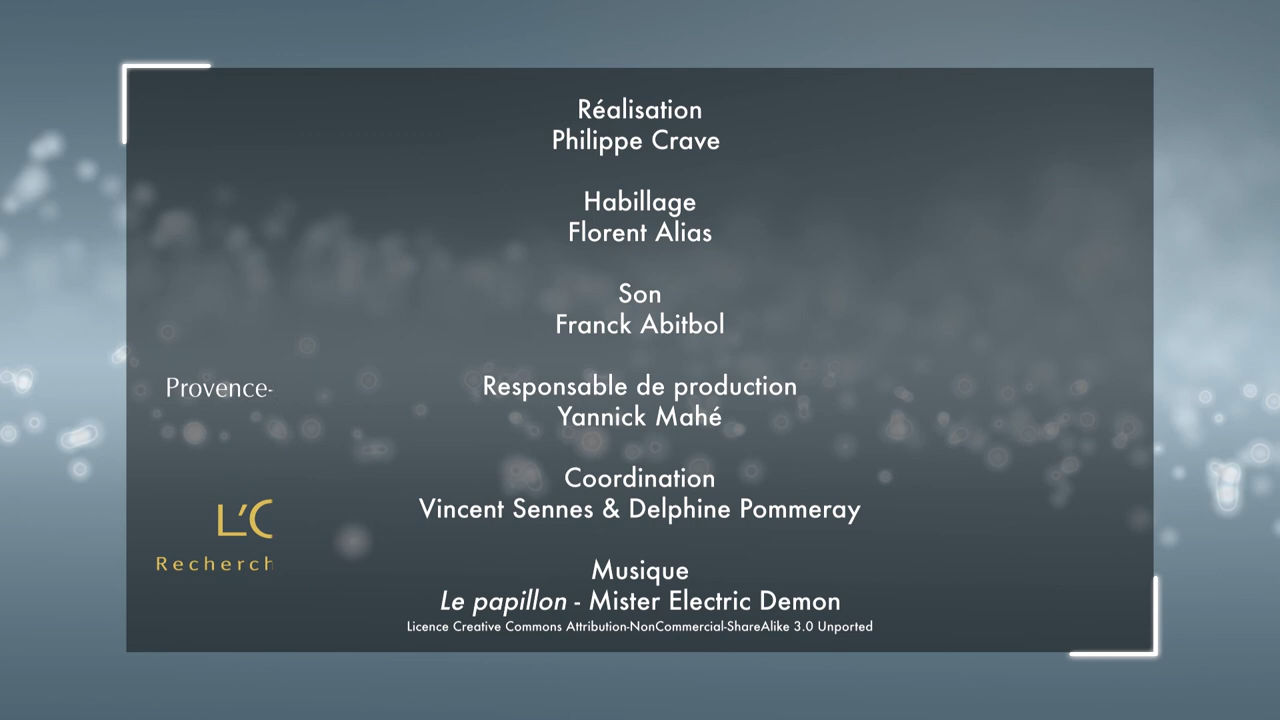 Réalisation
Philippe Crave
Habillage
Florent Alias
Son
Franck Abitbol
Provence-
Responsable de production
Yannick Mahé
Coordination
Vincent Sennes & Delphine Pommeray
L'O
Recherch
Musique
Le papillon - Mister Electric Demon
Licence Creative Commons Attribution-NonCommercial-ShareAlike 3.0 Unported